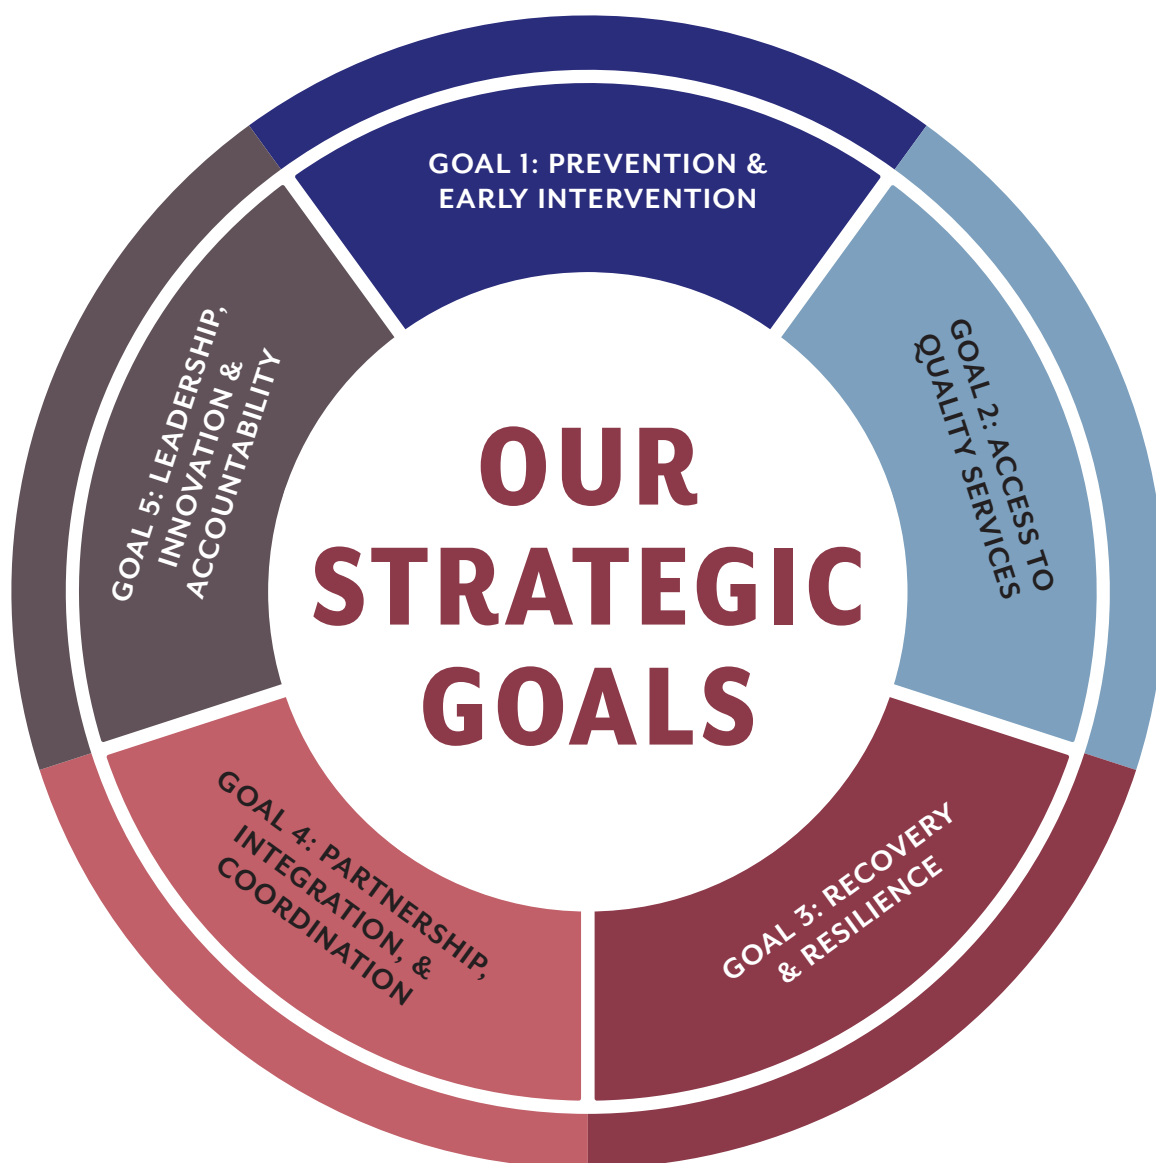 OUR
STRATEGIC
GOALS
GOAL 1: PREVENTION &
EARLY INTERVENTION
GOAL 2: ACCESS TO
QUALITY SERVICES
GOAL 3: RECOVERY
& RESILIENCE
GOAL 4: PARTNERSHIP,
INTEGRATION, &
COORDINATION
GOAL 5: LEADERSHIP,
INNOVATION &
ACCOUNTABILITY